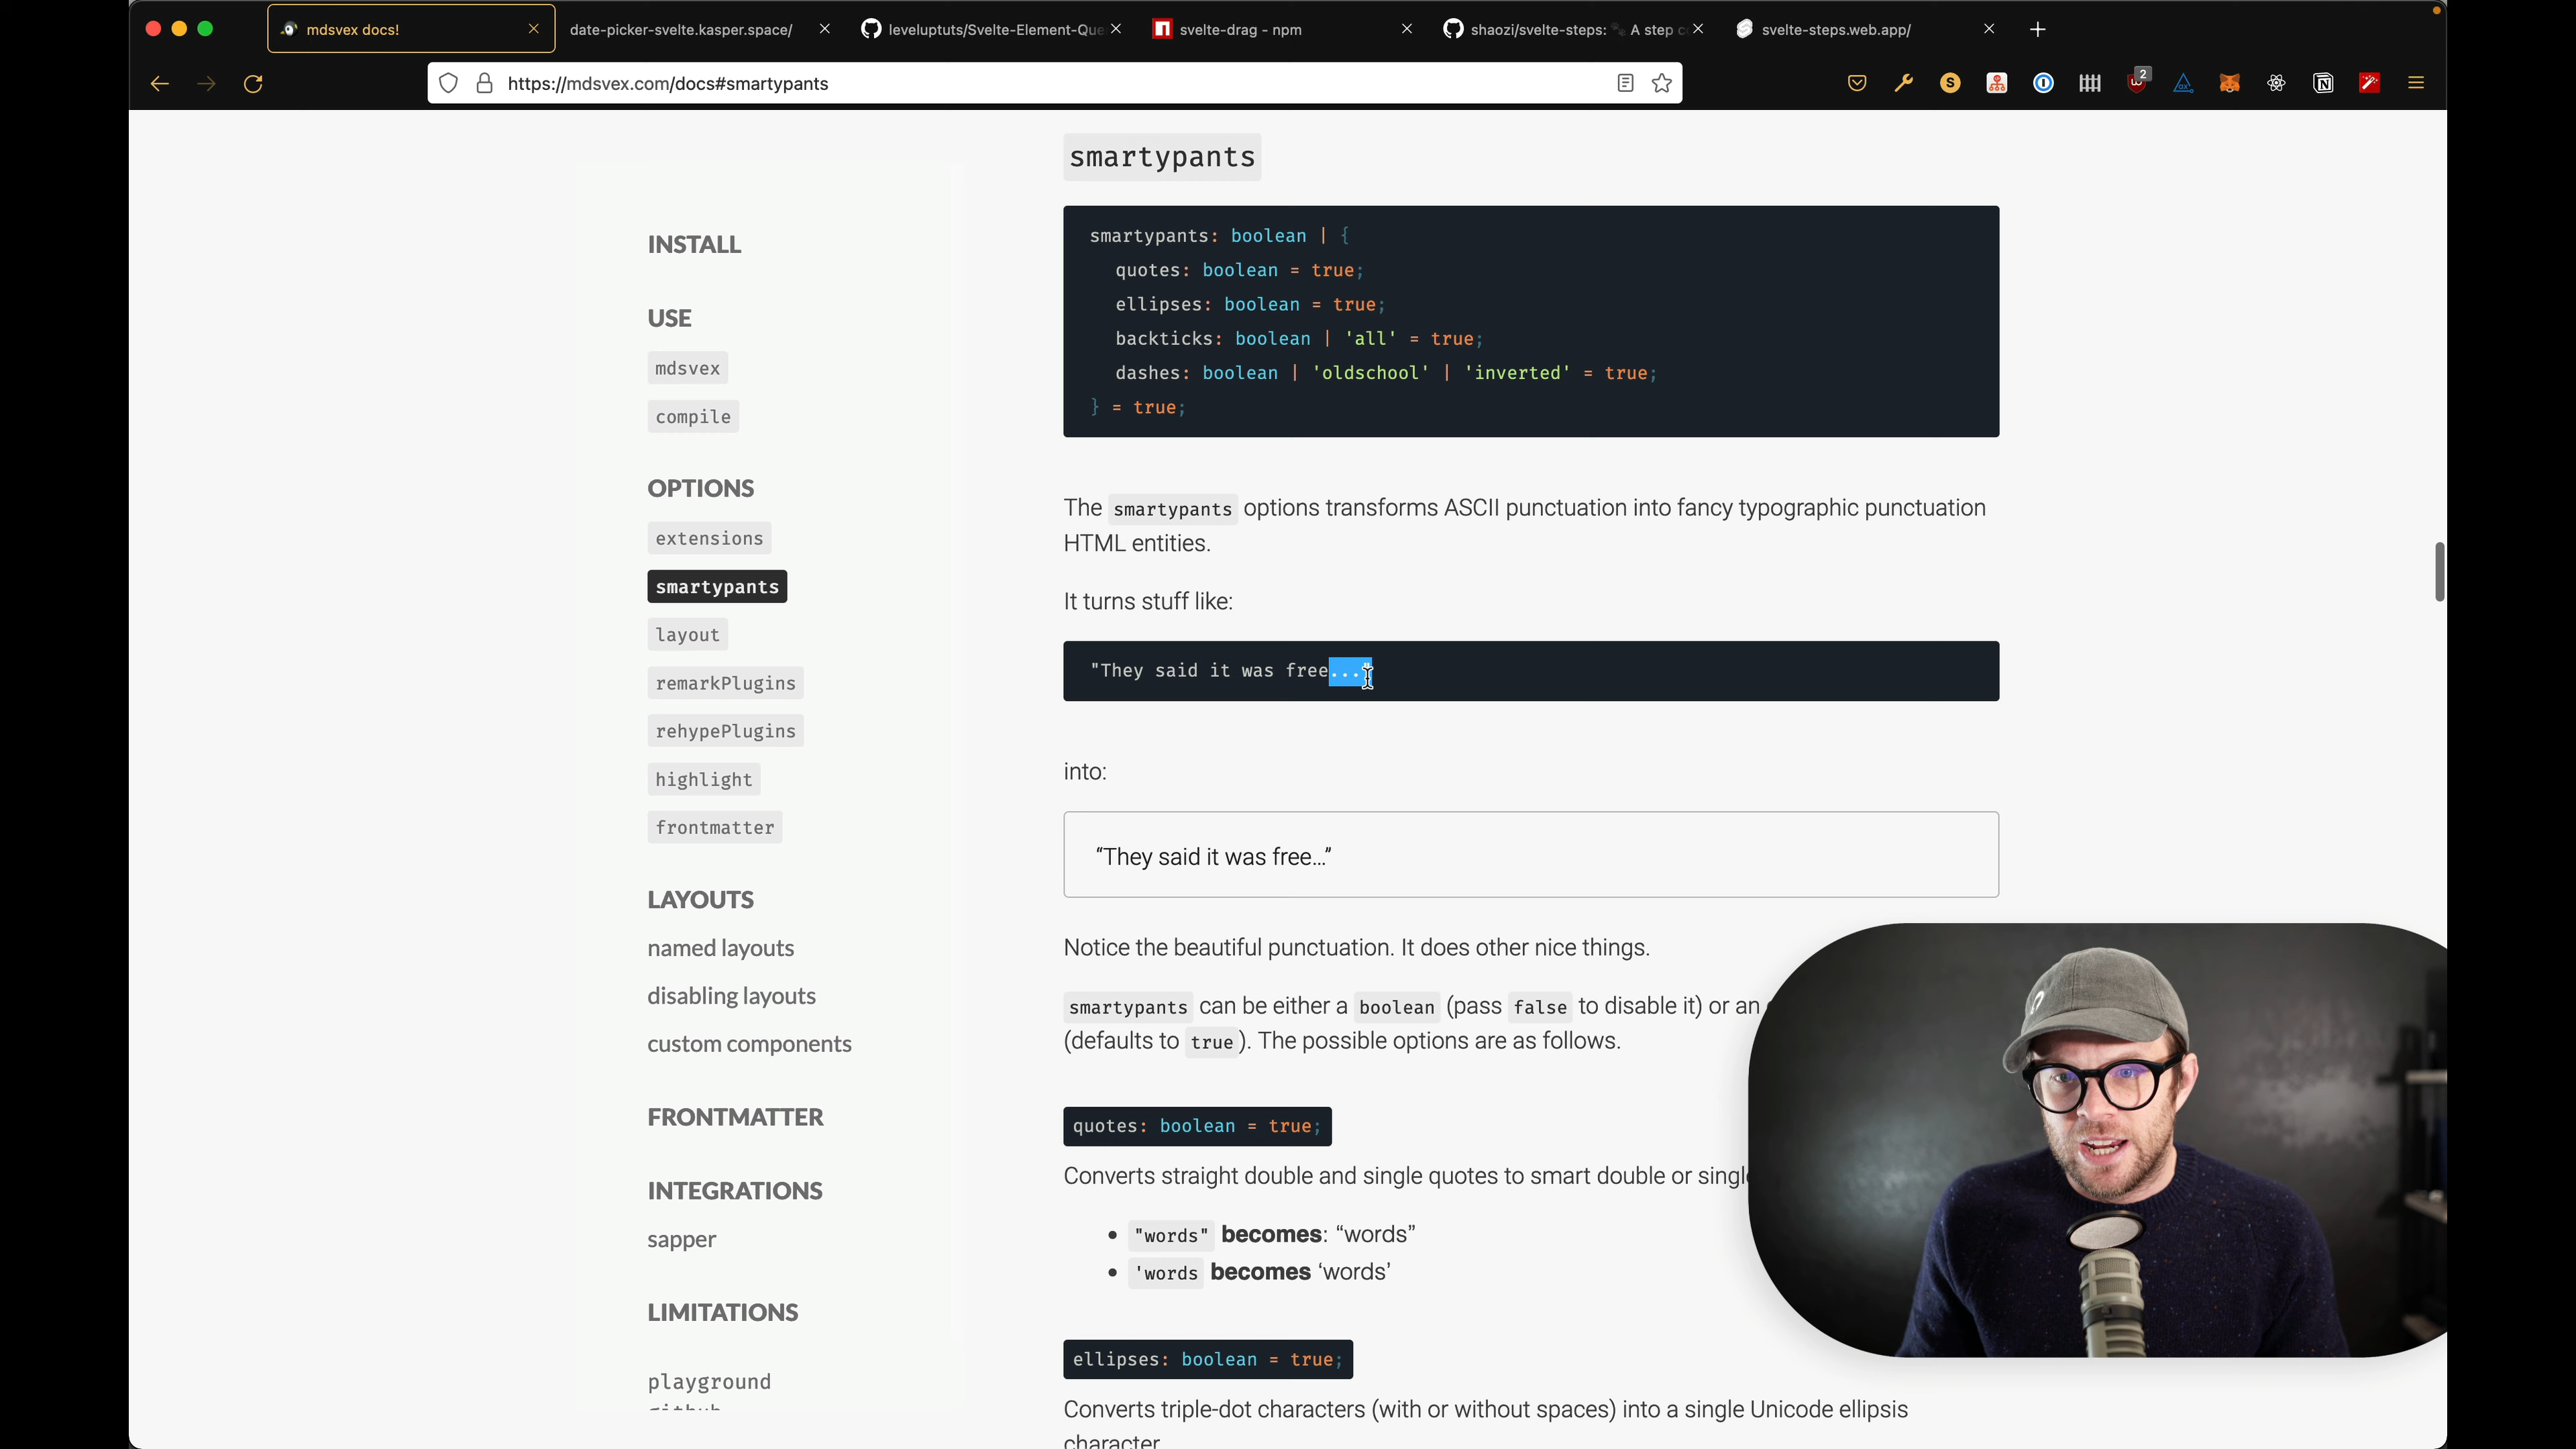 mdsvex docs!
date-picker-svelte.kasper.space/
leveluptuts/Svelte-Element-Que
svelte-drag - npm
shaozi/svelte-steps: 🐾 A step c
svelte-steps.web.app/
https://mdsvex.com/docs#smartypants
2
INSTALL
USE
mdsvex
compile
OPTIONS
extensions
smartypants
layout
remarkPlugins
rehypePlugins
highlight
frontmatter
LAYOUTS
named layouts
disabling layouts
custom components
FRONTMATTER
INTEGRATIONS
sapper
LIMITATIONS
playground
github
smartypants
smartypants: boolean | {
quotes: boolean = true;
ellipses: boolean = true;
backticks: boolean | 'all' = true;
dashes: boolean | 'oldschool' | 'inverted' = true;
} = true;
The smartypants options transforms ASCII punctuation into fancy typographic punctuation
HTML entities.
It turns stuff like:
"They said it was free..."
into:
“They said it was free…”
Notice the beautiful punctuation. It does other nice things.
smartypants can be either a boolean (pass false to disable it) or an
(defaults to true ). The possible options are as follows.
quotes: boolean = true;
Converts straight double and single quotes to smart double or single
• "words" becomes: “words”
• 'words becomes ‘words’
ellipses: boolean = true;
Converts triple-dot characters (with or without spaces) into a single Unicode ellipsis
character